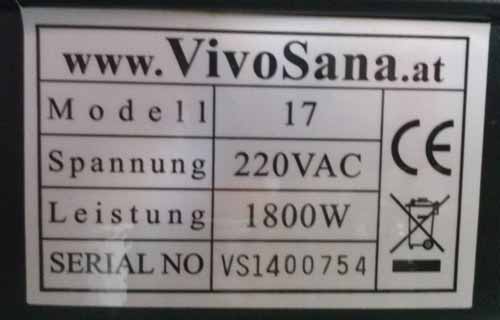 www.VivoSana.at
Modell 17
Spannung 220VAC
Leistung 1800W
SERIAL NO VS1400754
CE